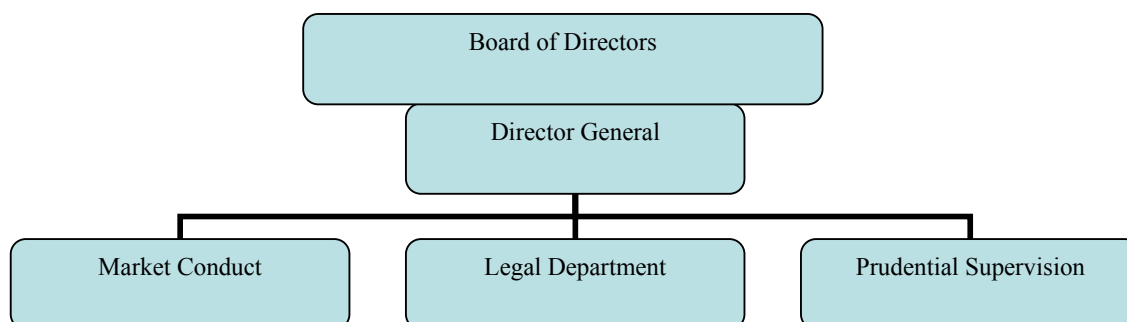 Board of Directors
Director General
Market Conduct
Legal Department
Prudential Supervision